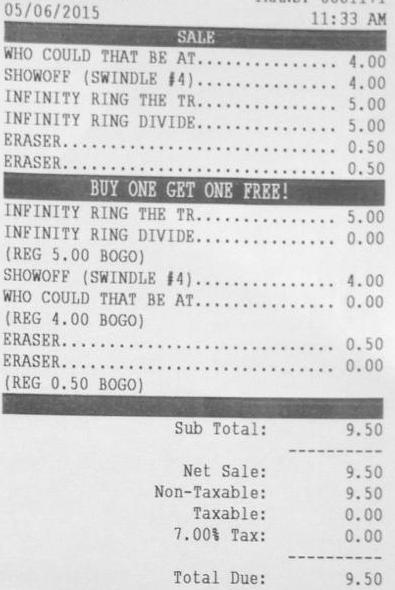 05/06/2015
11:33 AM
SALE
WHO COULD THAT BE AT................ 4.00
SHOWOFF (SWINDLE #4)................ 4.00
INFINITY RING THE TR................ 5.00
INFINITY RING DIVIDE................ 5.00
ERASER.............................. 0.50
ERASER.............................. 0.50
BUY ONE GET ONE FREE!
INFINITY RING THE TR................ 5.00
INFINITY RING DIVIDE................ 0.00
(REG 5.00 BOGO)
SHOWOFF (SWINDLE #4)................ 4.00
WHO COULD THAT BE AT................ 0.00
(REG 4.00 BOGO)
ERASER.............................. 0.50
ERASER.............................. 0.00
(REG 0.50 BOGO)
Sub Total: 9.50
----------
Net Sale: 9.50
Non-Taxable: 9.50
Taxable: 0.00
7.00% Tax: 0.00
----------
Total Due: 9.50